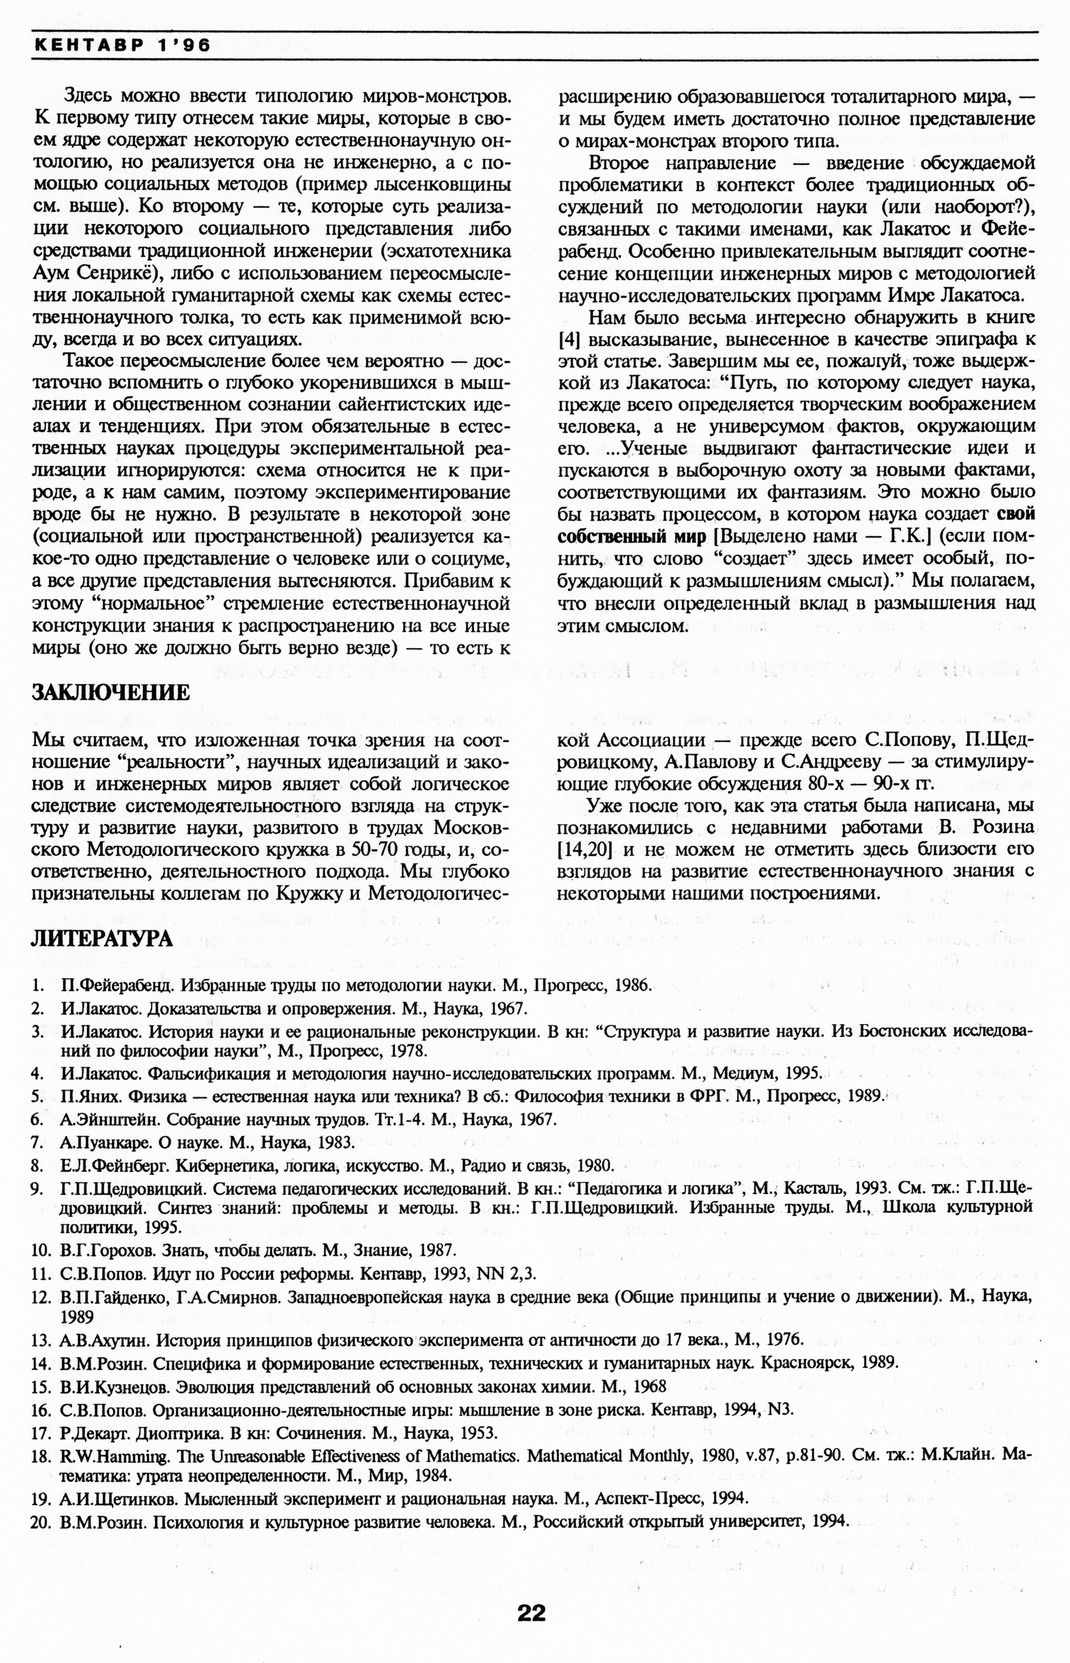 КЕНТАВР 1’96
Здесь можно ввести типологию миров-монстров.
К первому типу отнесем такие миры, которые в сво-
ем ядре содержат некоторую естественнонаучную он-
тологию, но реализуется она не инженерно, а с по-
мощью социальных методов (пример лысенковщины
см. выше). Ко второму — те, которые суть реализа-
ции некоторого социального представления либо
средствами традиционной инженерии (эсхатотехника
Аум Сенрикё), либо с использованием переосмысле-
ния локальной гуманитарной схемы как схемы естес-
твеннонаучного толка, то есть как применимой всю-
ду, всегда и во всех ситуациях.
Такое переосмысление более чем вероятно — дос-
таточно вспомнить о глубоко укоренившихся в мыш-
лении и общественном сознании сайентистских иде-
алах и тенденциях. При этом обязательные в естес-
твенных науках процедуры экспериментальной реа-
лизации игнорируются: схема относится не к при-
роде, а к нам самим, поэтому экспериментирование
вроде бы не нужно. В результате в некоторой зоне
(социальной или пространственной) реализуется ка-
кое-то одно представление о человеке или о социуме,
а все другие представления вытесняются. Прибавим к
этому “нормальное” стремление естественнонаучной
конструкции знания к распространению на все иные
миры (оно же должно быть верно везде) — то есть к
расширению образовавшегося тоталитарного мира, —
и мы будем иметь достаточно полное представление
о мирах-монстрах второго типа.
Второе направление — введение обсуждаемой
проблематики в контекст более традиционных об-
суждений по методологии науки (или наоборот?),
связанных с такими именами, как Лакатос и Фейе-
рабенд. Особенно привлекательным выглядит соотне-
сение концепции инженерных миров с методологией
научно-исследовательских программ Имре Лакатоса.
Нам было весьма интересно обнаружить в книге
[4] высказывание, вынесенное в качестве эпиграфа к
этой статье. Завершим мы ее, пожалуй, тоже выдерж-
кой из Лакатоса: “Путь, по которому следует наука,
прежде всего определяется творческим воображением
человека, а не универсумом фактов, окружающим
его. ...Ученые выдвигают фантастические идеи и
пускаются в выборочную охоту за новыми фактами,
соответствующими их фантазиям. Это можно было
бы назвать процессом, в котором наука создает свой
собственный мир [Выделено нами — Г.К.] (если пом-
нить, что слово “создает” здесь имеет особый, по-
буждающий к размышлениям смысл).” Мы полагаем,
что внесли определенный вклад в размышления над
этим смыслом.
ЗАКЛЮЧЕНИЕ
Мы считаем, что изложенная точка зрения на соот-
ношение “реальности”, научных идеализаций и зако-
нов и инженерных миров являет собой логическое
следствие системодеятельностного взгляда на струк-
туру и развитие науки, развитого в трудах Москов-
ского Методологического кружка в 50-70 годы, и, со-
ответственно, деятельностного подхода. Мы глубоко
признательны коллегам по Кружку и Методологичес-
кой Ассоциации — прежде всего С.Попову, П.Щед-
ровицкому, А.Павлову и С.Андрееву — за стимулиру-
ющие глубокие обсуждения 80-х — 90-х гг.
Уже после того, как эта статья была написана, мы
познакомились с недавними работами В. Розина
[14,20] и не можем не отметить здесь близости его
взглядов на развитие естественнонаучного знания с
некоторыми нашими построениями.
ЛИТЕРАТУРА
1. П.Фейерабенд. Избранные труды по методологии науки. М., Прогресс, 1986.
2. И.Лакатос. Доказательства и опровержения. М., Наука, 1967.
3. И.Лакатос. История науки и ее рациональные реконструкции. В кн: “Структура и развитие науки. Из Бостонских исследова-
ний по философии науки”, М., Прогресс, 1978.
4. И.Лакатос. Фальсификация и методология научно-исследовательских программ. М., Медиум, 1995.
5. П.Яних. Физика — естественная наука или техника? В сб.: Философия техники в ФРГ. М., Прогресс, 1989.
6. А.Эйнштейн. Собрание научных трудов. Тт.1-4. М., Наука, 1967.
7. А.Пуанкаре. О науке. М., Наука, 1983.
8. Е.Л.Фейнберг. Кибернетика, логика, искусство. М., Радио и связь, 1980.
9. Г.П.Щедровицкий. Система педагогических исследований. В кн.: “Педагогика и логика”, М., Касталь, 1993. См. тж.: Г.П.Ще-
дровицкий. Синтез знаний: проблемы и методы. В кн.: Г.П.Щедровицкий. Избранные труды. М., Школа культурной
политики, 1995.
10. В.Г.Горохов. Знать, чтобы делать. М., Знание, 1987.
11. С.В.Попов. Идут по России реформы. Кентавр, 1993, NN 2,3.
12. В.П.Гайденко, Г.А.Смирнов. Западноевропейская наука в средние века (Общие принципы и учение о движении). М., Наука,
1989
13. А.В.Ахутин. История принципов физического эксперимента от античности до 17 века., М., 1976.
14. В.М.Розин. Специфика и формирование естественных, технических и гуманитарных наук. Красноярск, 1989.
15. В.И.Кузнецов. Эволюция представлений об основных законах химии. М., 1968
16. С.В.Попов. Организационно-деятельностные игры: мышление в зоне риска. Кентавр, 1994, N3.
17. Р.Декарт. Диоптрика. В кн: Сочинения. М., Наука, 1953.
18. R.W.Hamming. The Unreasonable Effectiveness of Mathematics. Mathematical Monthly, 1980, v.87, p.81-90. См. тж.: М.Клайн. Ма-
тематика: утрата неопределенности. М., Мир, 1984.
19. А.И.Щетинков. Мысленный эксперимент и рациональная наука. М., Аспект-Пресс, 1994.
20. В.М.Розин. Психология и культурное развитие человека. М., Российский открытый университет, 1994.
22